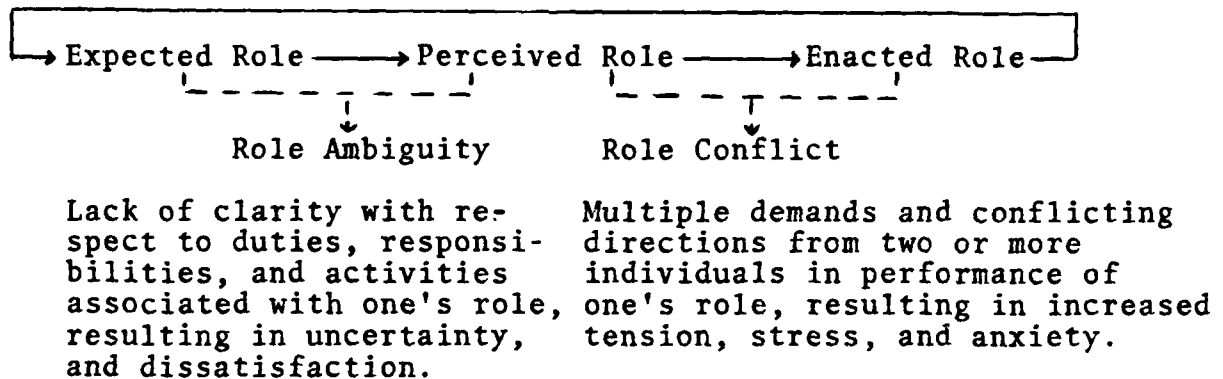 Expected Role Perceived Role Enacted Role
Role Ambiguity Role Conflict
Lack of clarity with re-
spect to duties, responsi-
bilities, and activities
associated with one's role,
resulting in uncertainty,
and dissatisfaction.
Multiple demands and conflicting
directions from two or more
individuals in performance of
one's role, resulting in increased
tension, stress, and anxiety.